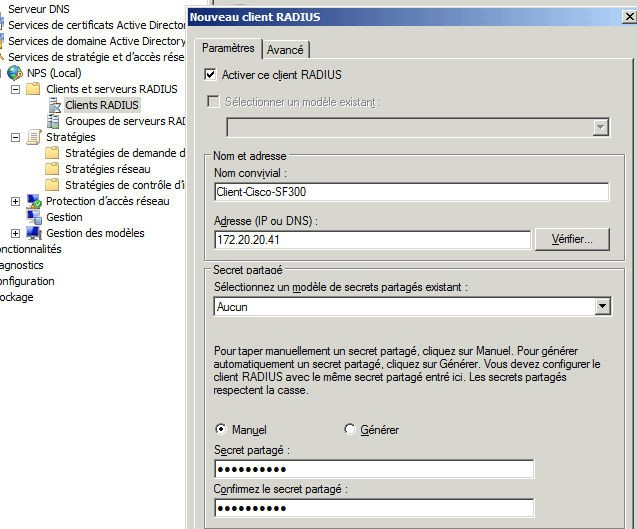 Serveur DNS
Services de certificats Active Directory
Services de domaine Active Directory
Services de stratégie et d'accès rése
NPS (Local)
Clients et serveurs RADIUS
Clients RADIUS
Groupes de serveurs RAD
Stratégies
Stratégies de demande d
Stratégies réseau
Stratégies de contrôle d'i
Protection d'accès réseau
Gestion
Gestion des modèles
onctionnalités
iagnostics
onfiguration
tockage
Nouveau client RADIUS
Paramètres
Avancé
Activer ce client RADIUS
Sélectionner un modèle existant :
Nom et adresse
Nom convivial :
Client-Cisco-SF300
Adresse (IP ou DNS) :
172.20.20.41
Vérifier...
Secret partagé
Sélectionnez un modèle de secrets partagés existant :
Aucun
Pour taper manuellement un secret partagé, cliquez sur Manuel. Pour générer
automatiquement un secret partagé, cliquez sur Générer. Vous devez configurer le
client RADIUS avec le même secret partagé entré ici. Les secrets partagés
respectent la casse.
Manuel
Générer
Secret partagé :
●●●●●●●●●●
Confirmez le secret partagé :
●●●●●●●●●●